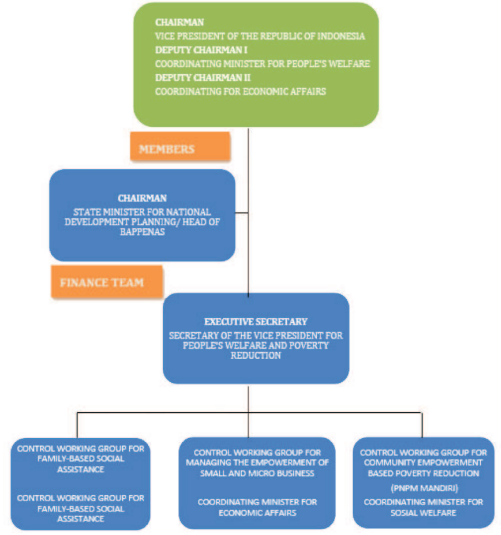 CHAIRMAN
VICE PRESIDENT OF THE REPUBLIC OF INDONESIA
DEPUTY CHAIRMAN I
COORDINATING MINISTER FOR PEOPLE'S WELFARE
DEPUTY CHAIRMAN II
COORDINATING FOR ECONOMIC AFFAIRS
MEMBERS
CHAIRMAN
STATE MINISTER FOR NATIONAL
DEVELOPMENT PLANNING/ HEAD OF
BAPPENAS
FINANCE TEAM
EXECUTIVE SECRETARY
SECRETARY OF THE VICE PRESIDENT FOR
PEOPLE'S WELFARE AND POVERTY
REDUCTION
CONTROL WORKING GROUP FOR
FAMILY-BASED SOCIAL
ASSISTANCE
CONTROL WORKING GROUP FOR
FAMILY-BASED SOCIAL
ASSISTANCE
CONTROL WORKING GROUP FOR
MANAGING THE EMPOWERMENT OF
SMALL AND MICRO BUSINESS
COORDINATING MINISTER FOR
ECONOMIC AFFAIRS
CONTROL WORKING GROUP FOR
COMMUNITY EMPOWERMENT
BASED POVERTY REDUCTION
(PNPM MANDIRI)
COORDINATING MINISTER FOR
SOSIAL WELFARE